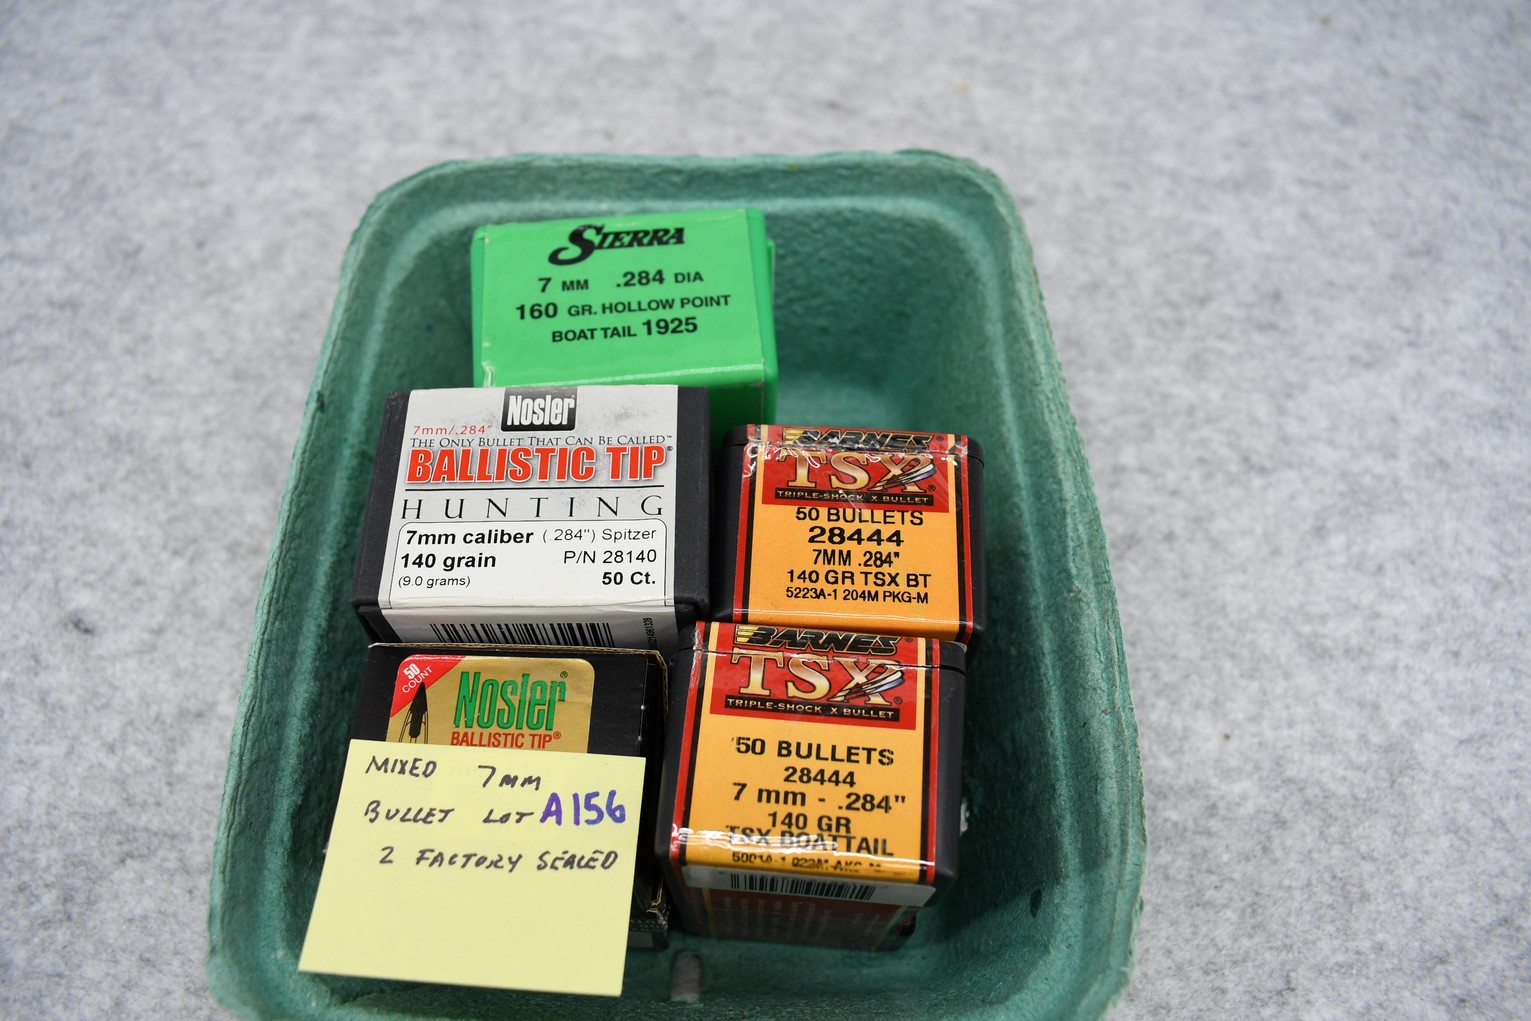 SIERRA
7 MM .284 DIA
160 GR. HOLLOW POINT
BOAT TAIL 1925
Nosler®
7mm/.284"
THE ONLY BULLET THAT CAN BE CALLED™
BALLISTIC TIP®
HUNTING
7mm caliber (.284") Spitzer
140 grain P/N 28140
(9.0 grams) 50 Ct.
BARNES®
TSX®
TRIPLE-SHOCK X BULLET
50 BULLETS
28444
7MM .284"
140 GR TSX BT
5223A-1 204M PKG-M
50
COUNT
Nosler®
BALLISTIC TIP®
MIXED 7MM
BULLET LOT A156
2 FACTORY SEALED
BARNES®
TSX®
TRIPLE-SHOCK X BULLET
50 BULLETS
28444
7 mm - .284"
140 GR
TSX BOATTAIL